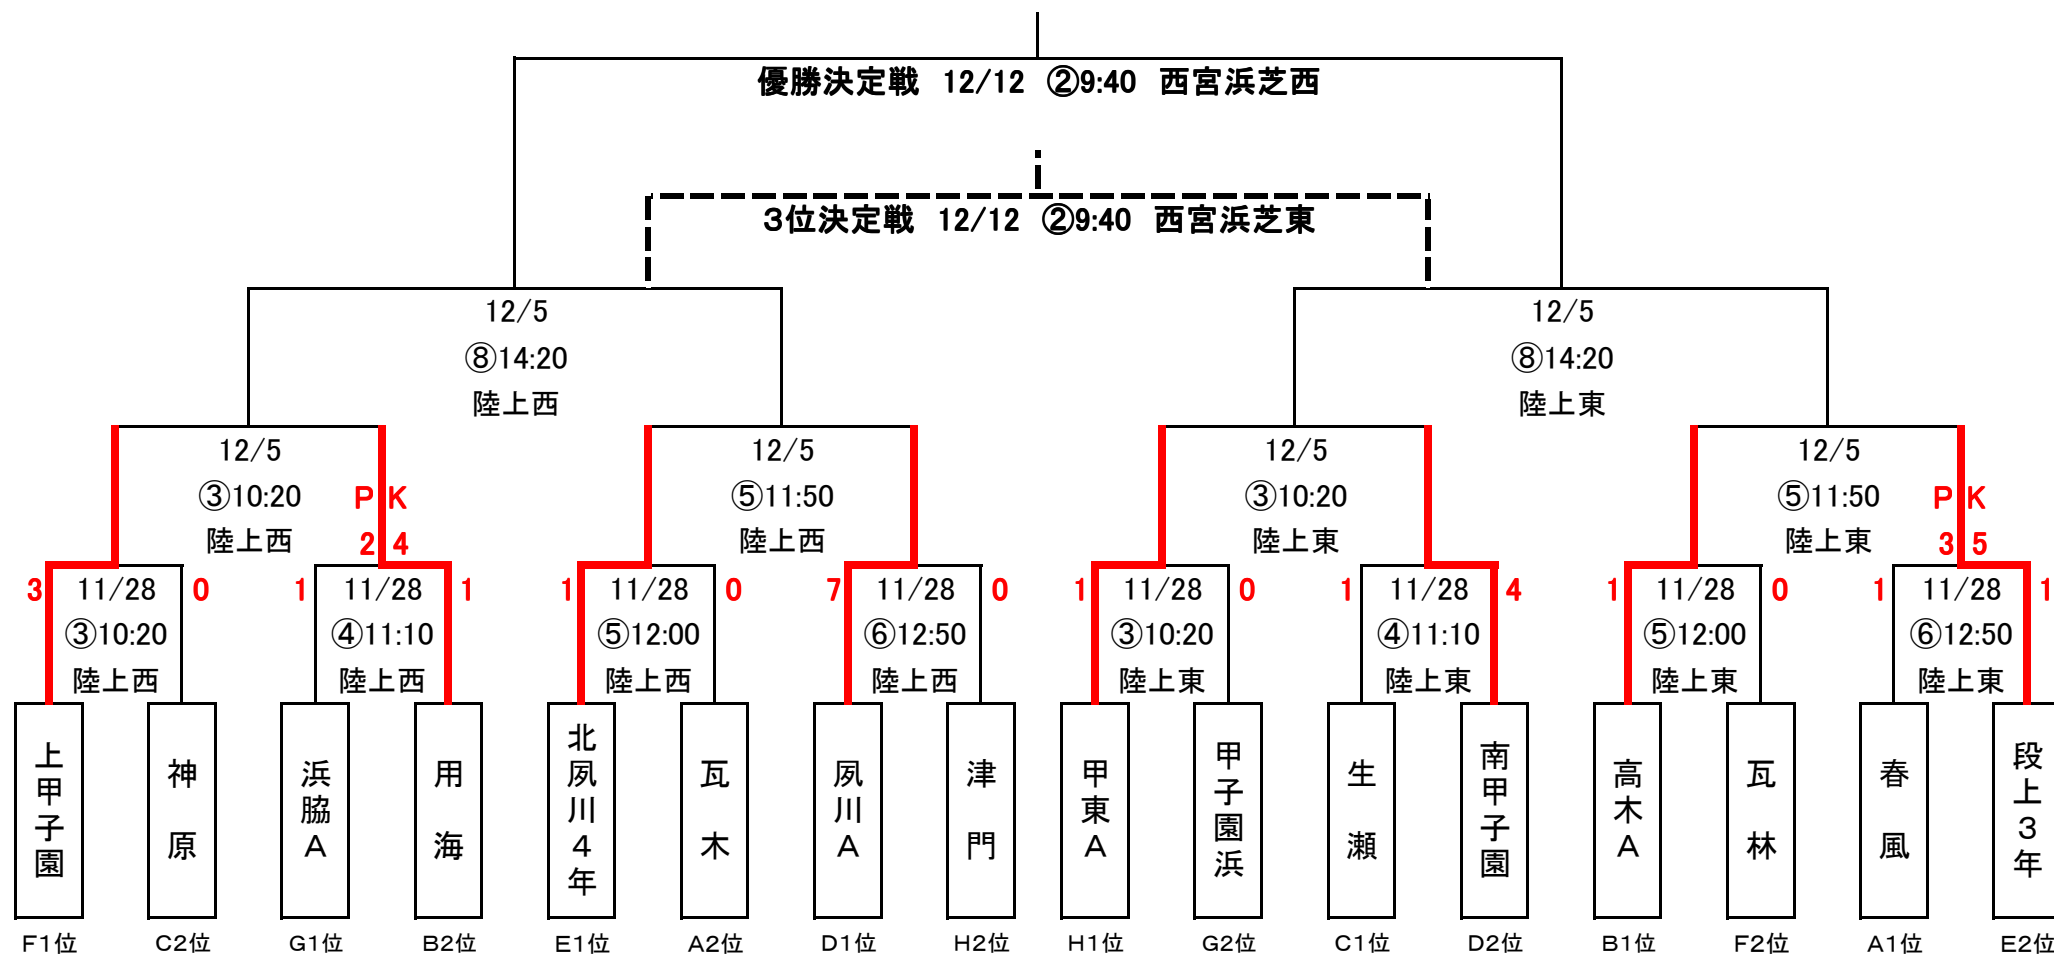 優勝決定戦 12/12 ②9:40 西宮浜芝西
3位決定戦 12/12 ②9:40 西宮浜芝東
12/5 12/5
⑧14:20 ⑧14:20
陸上西 陸上東
12/5 12/5 12/5 12/5
③10:20 PK ⑤11:50 ③10:20 ⑤11:50 PK
陸上西 2 4 陸上西 陸上東 陸上東 3 5
3 11/28 0 1 11/28 1 1 11/28 0 7 11/28 0 1 11/28 0 1 11/28 4 1 11/28 0 1 11/28 1
③10:20 ④11:10 ⑤12:00 ⑥12:50 ③10:20 ④11:10 ⑤12:00 ⑥12:50
陸上西 陸上西 陸上西 陸上西 陸上東 陸上東 陸上東 陸上東
上甲子園
神原
浜脇A
用海
北夙川4年
瓦木
夙川A
津門
甲東A
甲子園浜
生瀬
南甲子園
高木A
瓦林
春風
段上3年
F1位 C2位 G1位 B2位 E1位 A2位 D1位 H2位 H1位 G2位 C1位 D2位 B1位 F2位 A1位 E2位